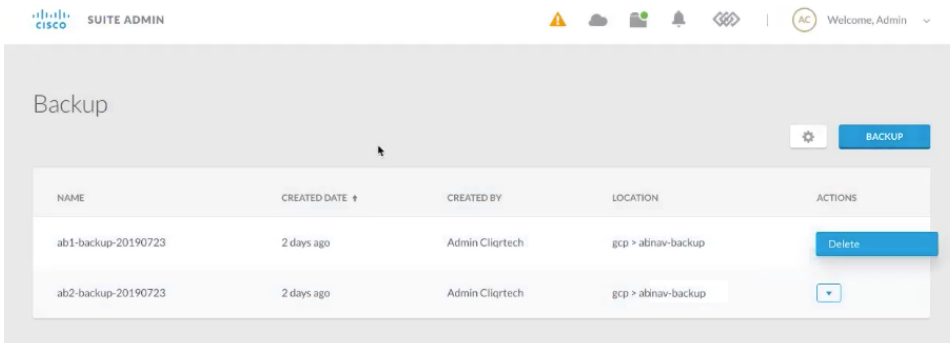 CISCO SUITE ADMIN AC Welcome, Admin
Backup
BACKUP
NAME CREATED DATE CREATED BY LOCATION ACTIONS
ab1-backup-20190723 2 days ago Admin Cliqrtech gcp > abinav-backup Delete
ab2-backup-20190723 2 days ago Admin Cliqrtech gcp > abinav-backup